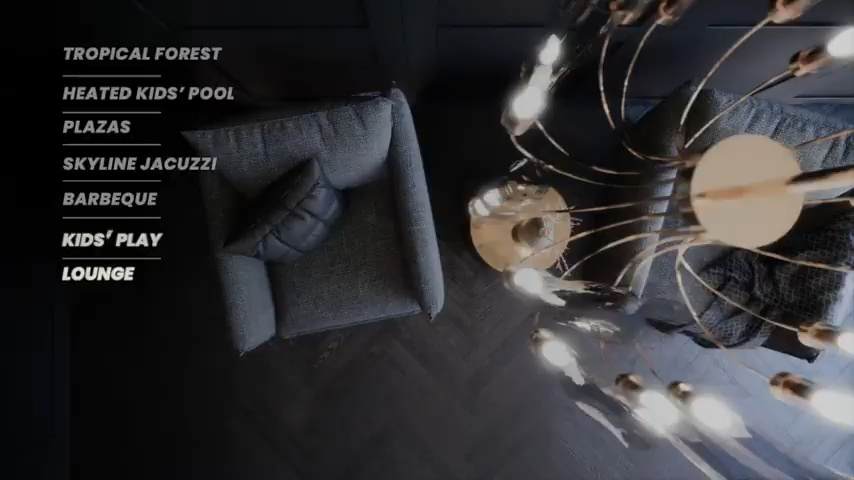 TROPICAL FOREST
HEATED KIDS' POOL
PLAZAS
SKYLINE JACUZZI
BARBEQUE
KIDS' PLAY
LOUNGE